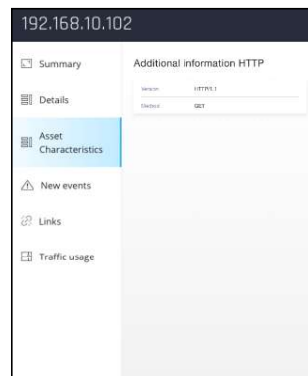 192.168.10.102
Summary
Additional information HTTP
Version HTTP/1.1
Details
Method GET
Asset
Characteristics
New events
Links
Traffic usage